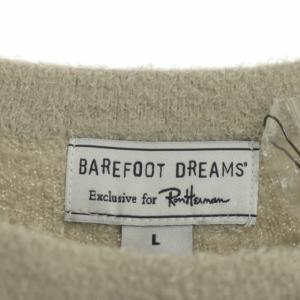 BAREFOOT DREAMS®
Exclusive for Ron Herman
L